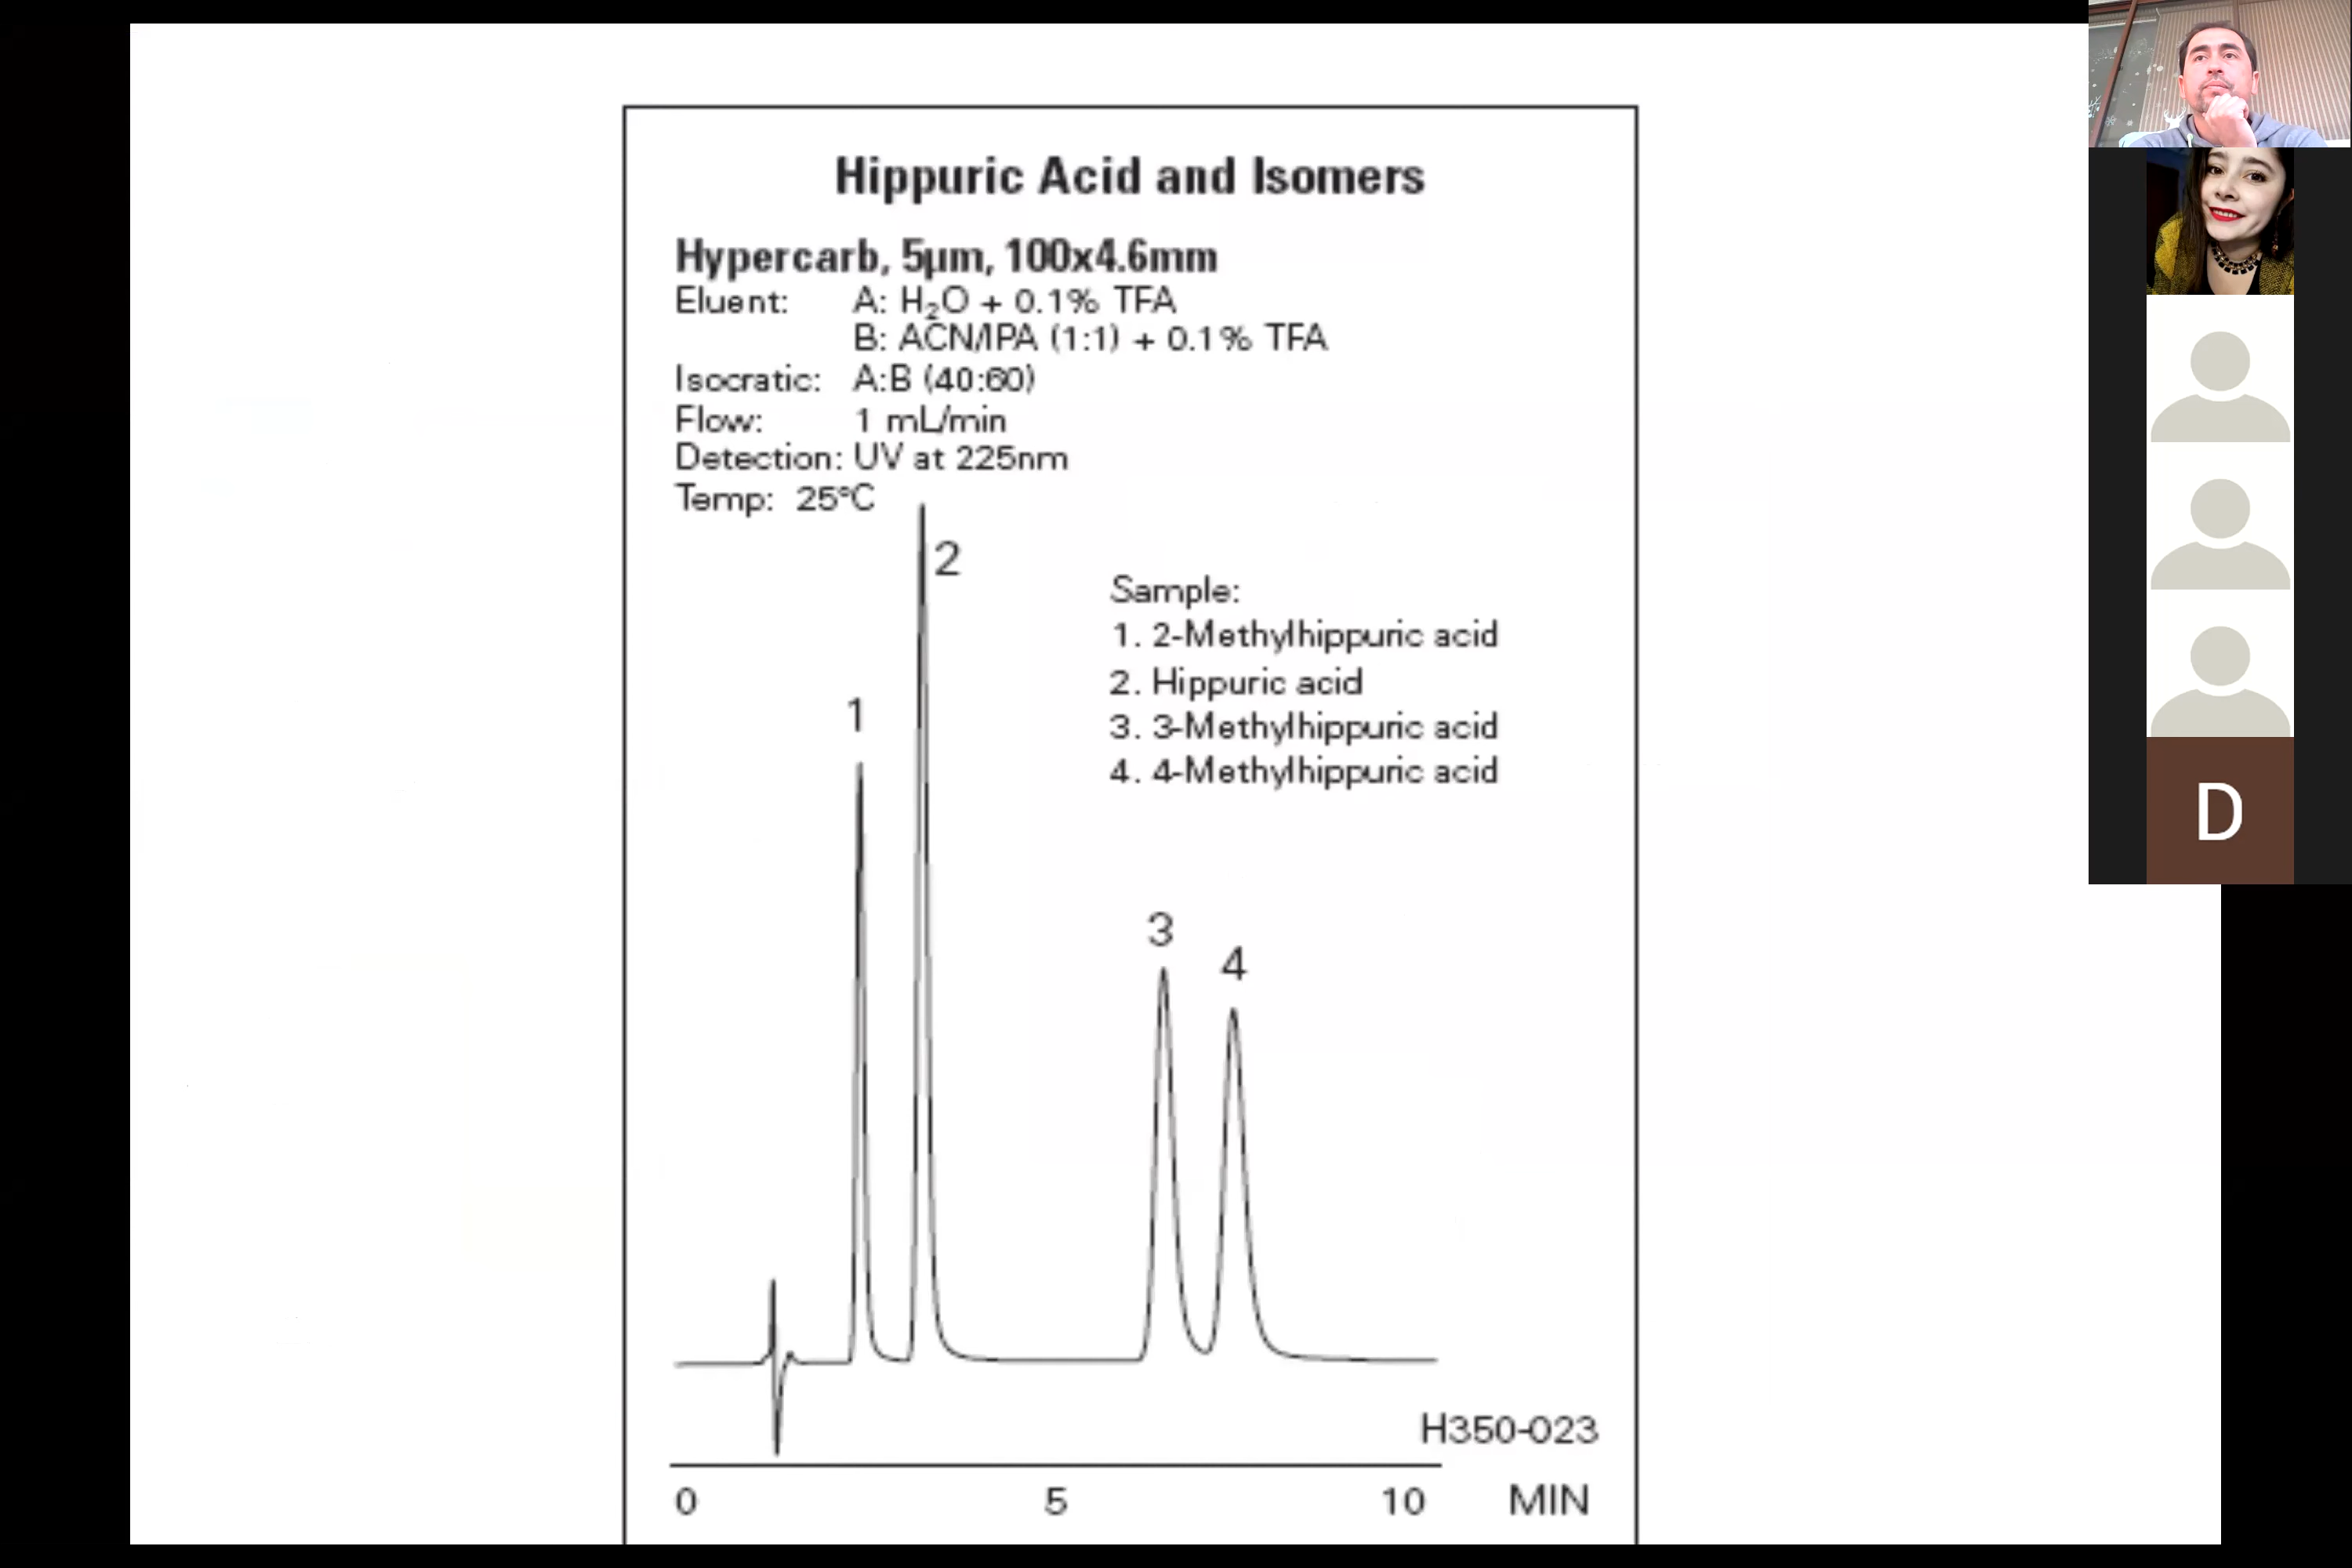 Hippuric Acid and Isomers
Hypercarb, 5µm, 100x4.6mm
Eluent: A: H₂O + 0.1% TFA
B: ACN/IPA (1:1) + 0.1% TFA
Isocratic: A:B (40:60)
Flow: 1 mL/min
Detection: UV at 225nm
Temp: 25°C
2
Sample:
1. 2-Methylhippuric acid
2. Hippuric acid
3. 3-Methylhippuric acid
4. 4-Methylhippuric acid
1
3
4
H350-023
0 5 10 MIN
D